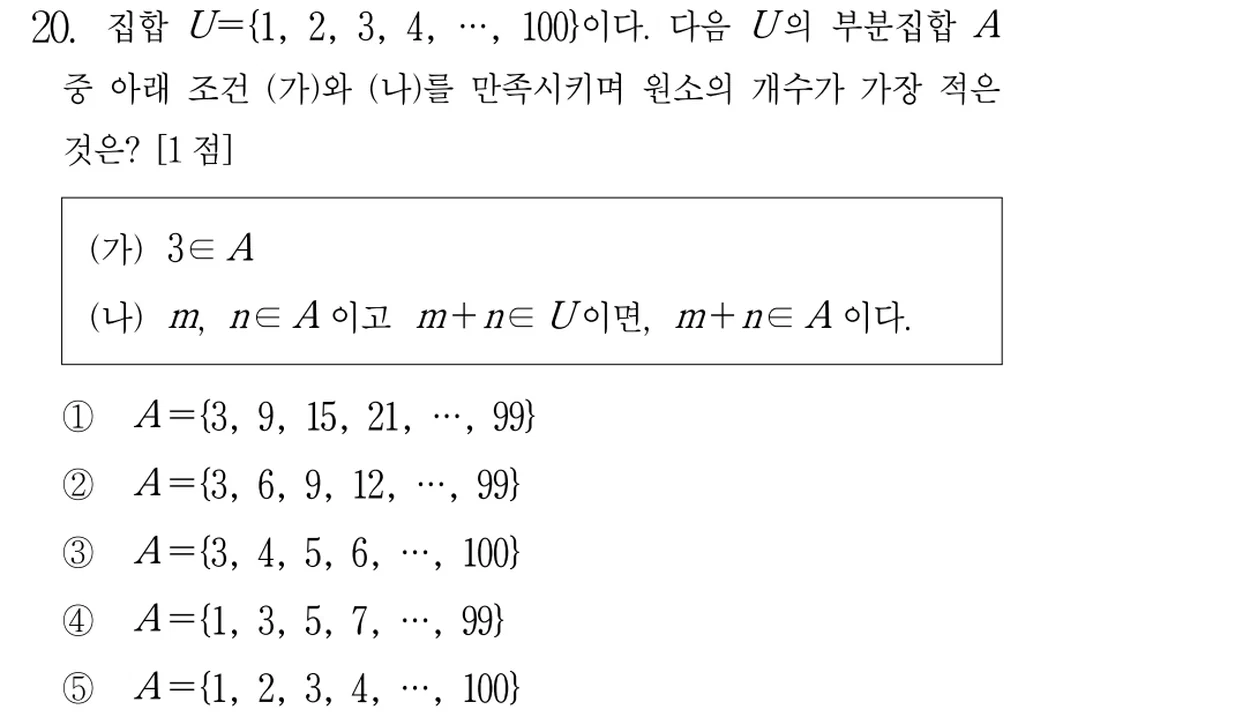 20. 집합 U={1, 2, 3, 4, ⋯, 100}이다. 다음 U의 부분집합 A
중 아래 조건 (가)와 (나)를 만족시키며 원소의 개수가 가장 적은
것은? [1 점]
(가) 3∈ A
(나) m, n∈ A 이고 m+n∈ U이면, m+n∈ A 이다.
① A={3, 9, 15, 21, ⋯, 99}
② A={3, 6, 9, 12, ⋯, 99}
③ A={3, 4, 5, 6, ⋯, 100}
④ A={1, 3, 5, 7, ⋯, 99}
⑤ A={1, 2, 3, 4, ⋯, 100}